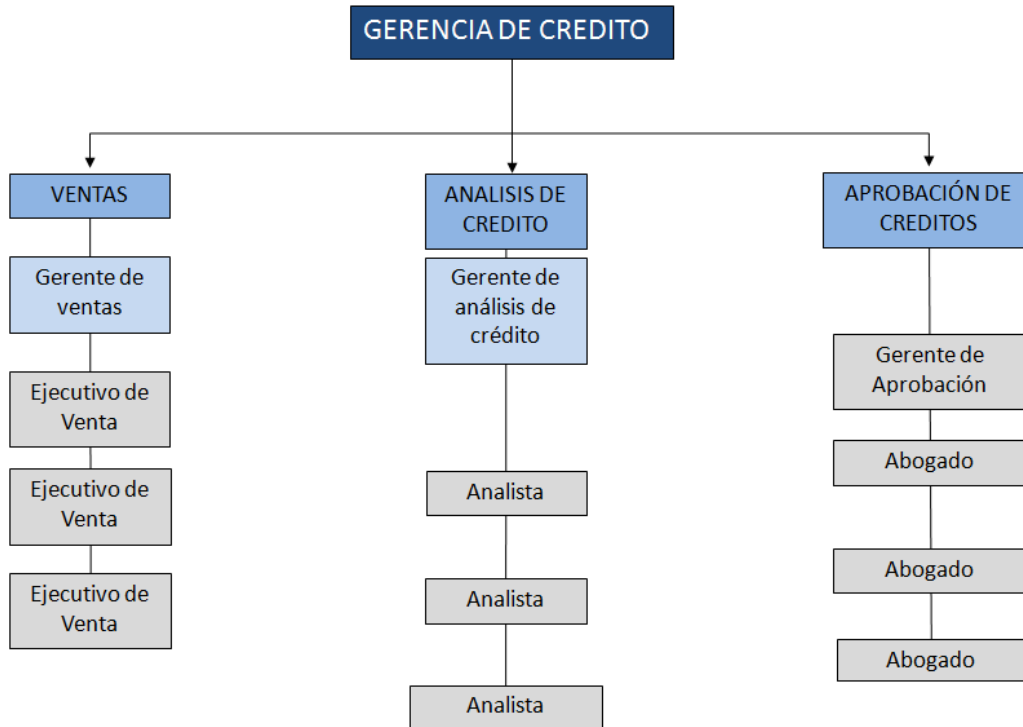 GERENCIA DE CREDITO
VENTAS
Gerente de
ventas
Ejecutivo de
Venta
Ejecutivo de
Venta
Ejecutivo de
Venta
ANALISIS DE
CREDITO
Gerente de
análisis de
crédito
Analista
Analista
Analista
APROBACIÓN DE
CREDITOS
Gerente de
Aprobación
Abogado
Abogado
Abogado